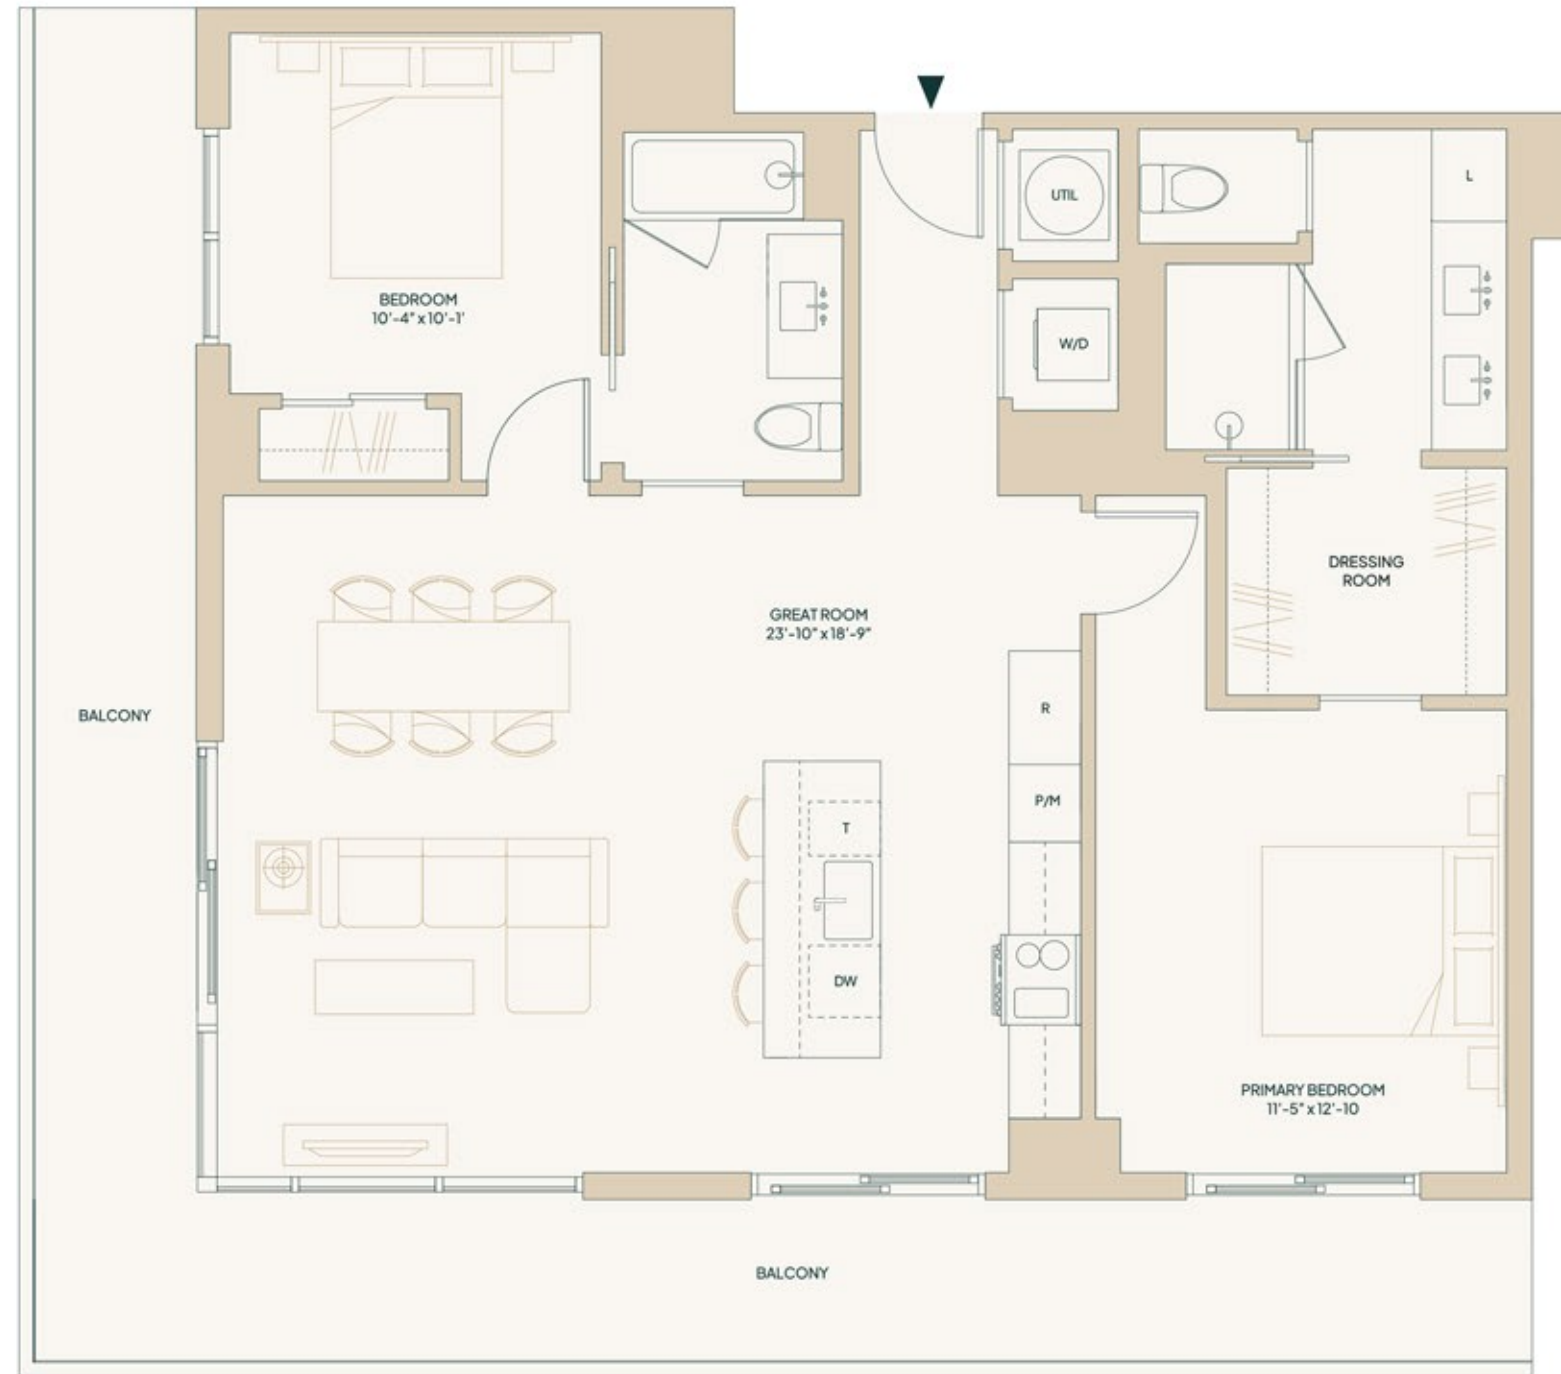 UTIL
L
BEDROOM
10'-4" x 10'-1'
W/D
DRESSING
ROOM
GREAT ROOM
23'-10" x 18'-9"
BALCONY
R
P/M
T
DW
PRIMARY BEDROOM
11'-5" x 12'-10
BALCONY